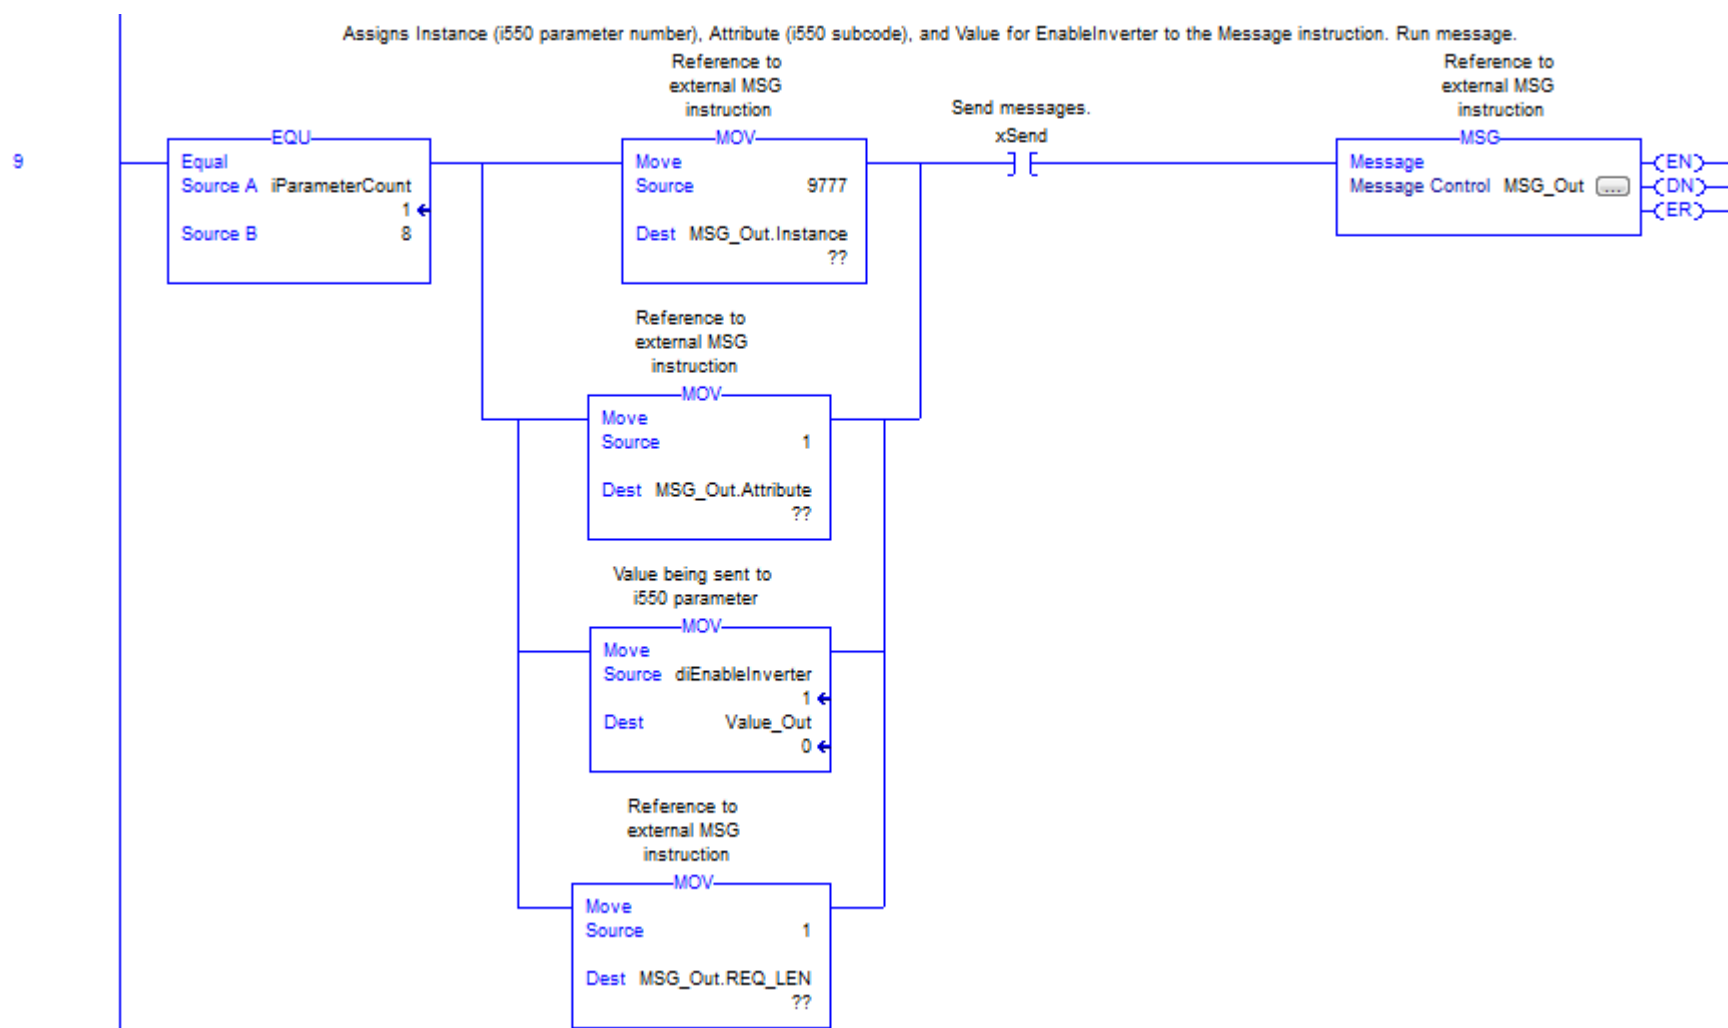 Assigns Instance (i550 parameter number), Attribute (i550 subcode), and Value for EnableInverter to the Message instruction. Run message.
9
EQU
Equal
Source A iParameterCount
1
Source B 8
Reference to
external MSG
instruction
MOV
Move
Source 9777
Dest MSG_Out.Instance
??
Send messages.
xSend
Reference to
external MSG
instruction
MSG
Message
Message Control MSG_Out ...
EN
DN
ER
Reference to
external MSG
instruction
MOV
Move
Source 1
Dest MSG_Out.Attribute
??
Value being sent to
i550 parameter
MOV
Move
Source diEnableInverter
1
Dest Value_Out
0
Reference to
external MSG
instruction
MOV
Move
Source 1
Dest MSG_Out.REQ_LEN
??